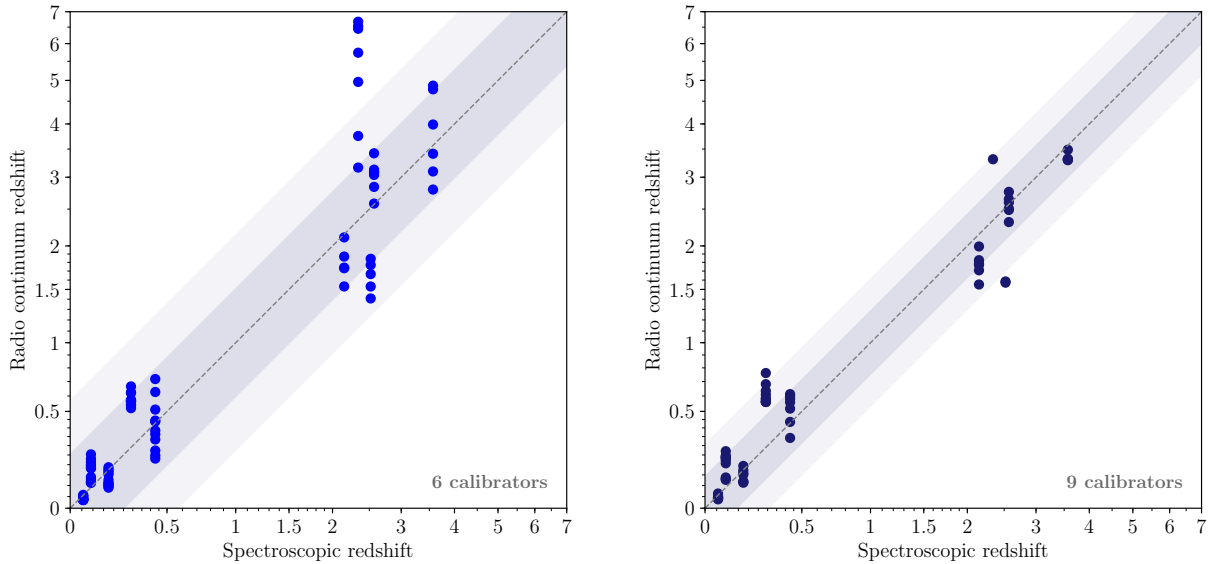 7
6
5
4
3
2
1.5
1
0.5
0
Radio continuum redshift
6 calibrators
0 0.5 1 1.5 2 3 4 5 6 7
Spectroscopic redshift
7
6
5
4
3
2
1.5
1
0.5
0
Radio continuum redshift
9 calibrators
0 0.5 1 1.5 2 3 4 5 6 7
Spectroscopic redshift